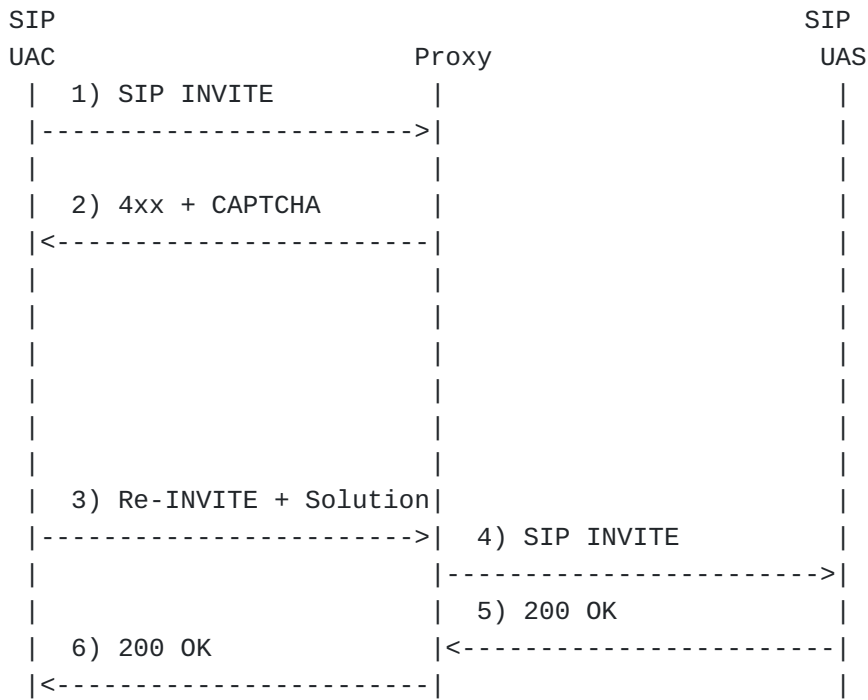 SIP SIP
UAC Proxy UAS
1) SIP INVITE
2) 4xx + CAPTCHA
3) Re-INVITE + Solution
4) SIP INVITE
5) 200 OK
6) 200 OK